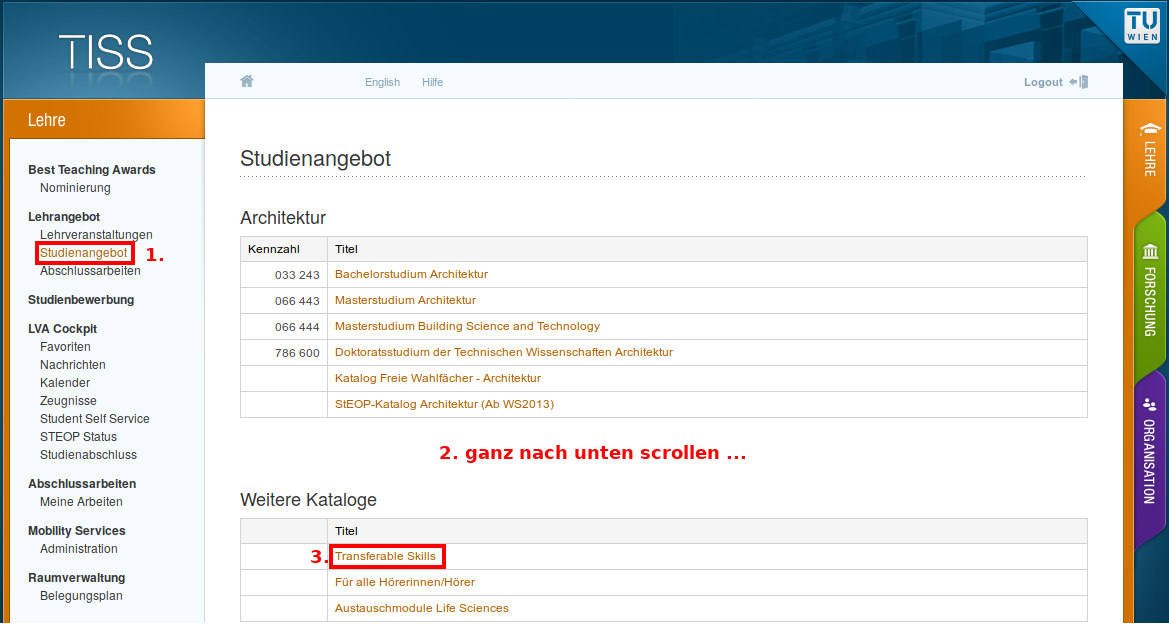 TISS
TU
WIEN
English Hilfe Logout
Lehre
Best Teaching Awards
Nominierung
Lehrangebot
Lehrveranstaltungen
Studienangebot 1.
Abschlussarbeiten
Studienbewerbung
LVA Cockpit
Favoriten
Nachrichten
Kalender
Zeugnisse
Student Self Service
STEOP Status
Studienabschluss
Abschlussarbeiten
Meine Arbeiten
Mobility Services
Administration
Raumverwaltung
Belegungsplan
Studienangebot
Architektur
Kennzahl Titel
033 243 Bachelorstudium Architektur
066 443 Masterstudium Architektur
066 444 Masterstudium Building Science and Technology
786 600 Doktoratsstudium der Technischen Wissenschaften Architektur
Katalog Freie Wahlfächer - Architektur
StEOP-Katalog Architektur (Ab WS2013)
2. ganz nach unten scrollen ...
Weitere Kataloge
Titel
3. Transferable Skills
Für alle Hörerinnen/Hörer
Austauschmodule Life Sciences
LEHRE
FORSCHUNG
ORGANISATION